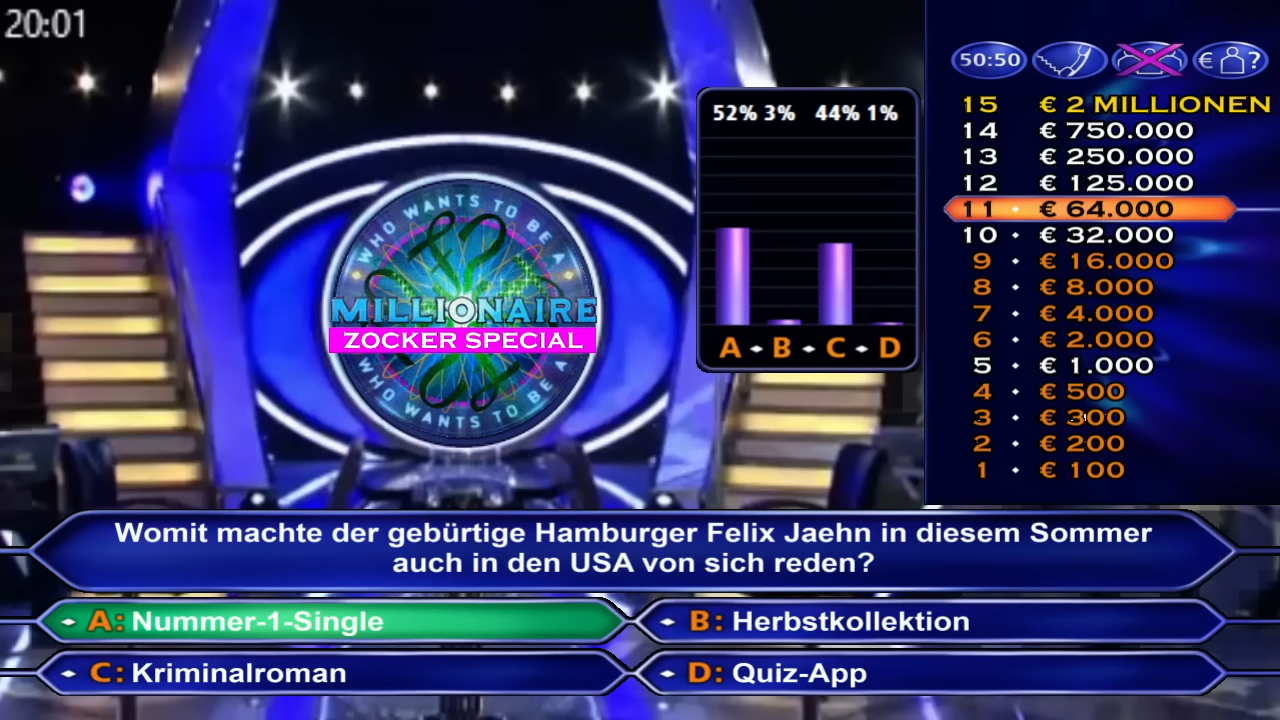 20:01
50:50
€ ?
15 € 2 MILLIONEN
14 € 750.000
13 € 250.000
12 € 125.000
11 · € 64.000
10 · € 32.000
9 · € 16.000
8 · € 8.000
7 · € 4.000
6 · € 2.000
5 · € 1.000
4 · € 500
3 · € 300
2 · € 200
1 · € 100
52% 3% 44% 1%
A · B · C · D
WHO WANTS TO BE A
MILLIONAIRE
ZOCKER SPECIAL
WHO WANTS TO BE A
Womit machte der gebürtige Hamburger Felix Jaehn in diesem Sommer
auch in den USA von sich reden?
A: Nummer-1-Single
B: Herbstkollektion
C: Kriminalroman
D: Quiz-App